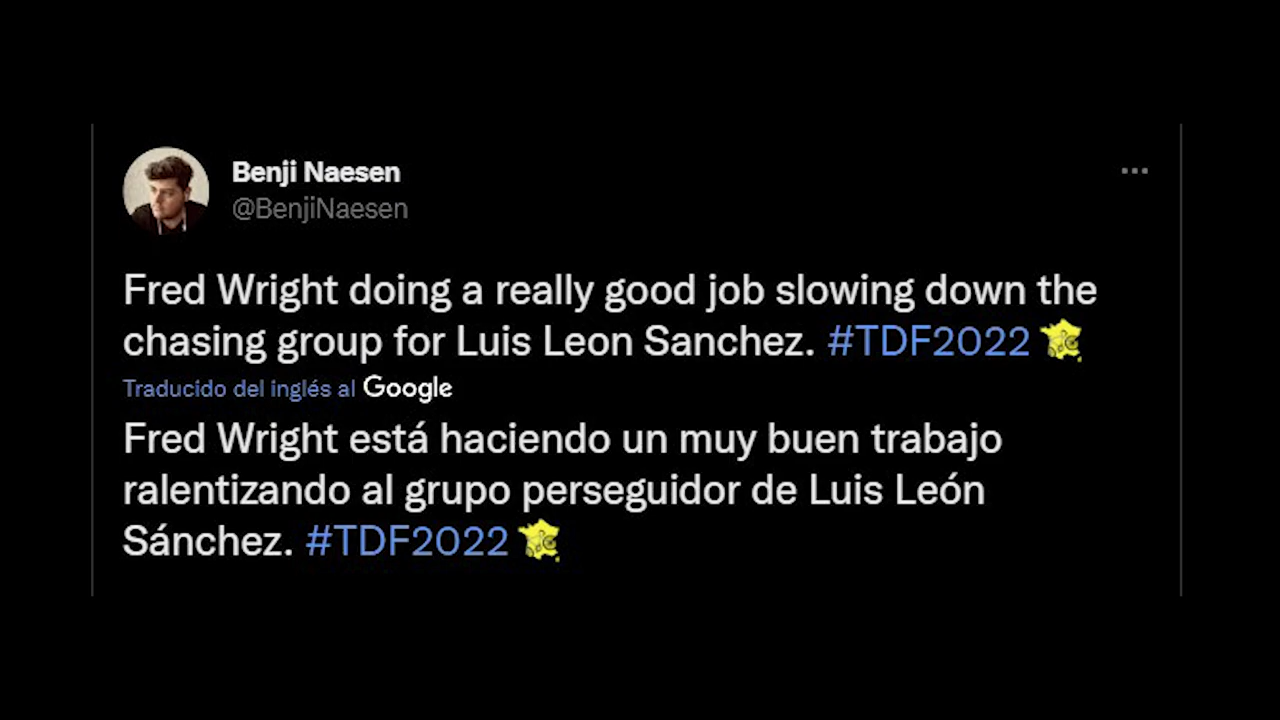 Benji Naesen
@BenjiNaesen
Fred Wright doing a really good job slowing down the
chasing group for Luis Leon Sanchez. #TDF2022
Traducido del inglés al Google
Fred Wright está haciendo un muy buen trabajo
ralentizando al grupo perseguidor de Luis León
Sánchez. #TDF2022